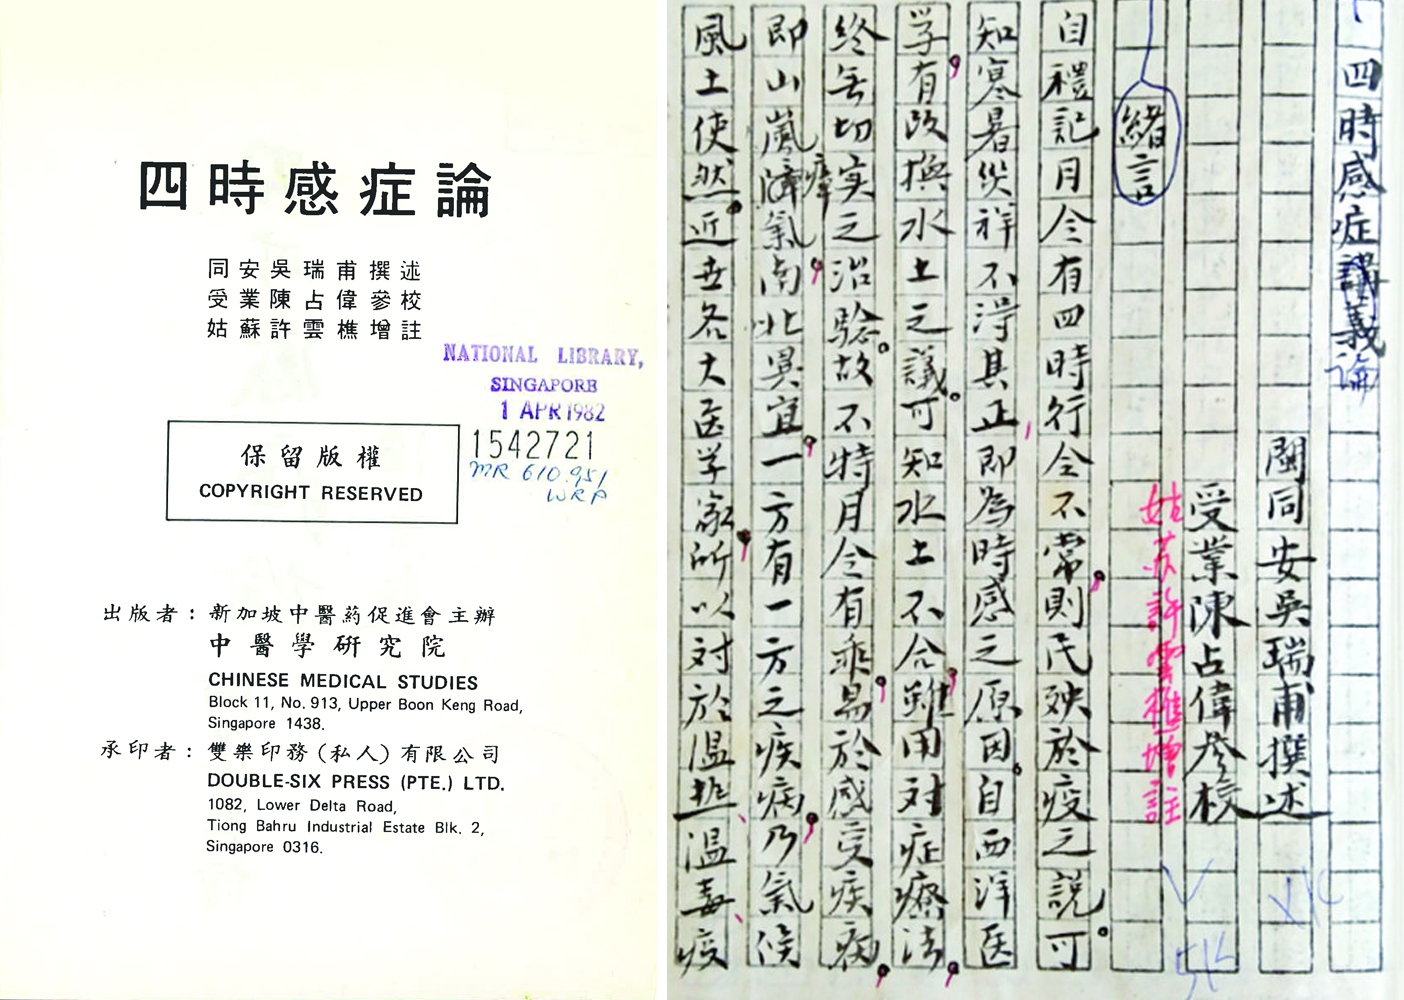 四時感症論
同安吳瑞甫撰述
受業陳占偉參校
姑蘇許雲樵增註
NATIONAL LIBRARY,
SINGAPORE
1 APR 1982
1542721
MR 610.951
WRP
保留版權
COPYRIGHT RESERVED
出版者：新加坡中醫葯促進會主辦
中醫學研究院
CHINESE MEDICAL STUDIES
Block 11, No. 913, Upper Boon Keng Road,
Singapore 1438.
承印者：雙樂印務(私人)有限公司
DOUBLE-SIX PRESS (PTE.) LTD.
1082, Lower Delta Road,
Tiong Bahru Industrial Estate Blk. 2,
Singapore 0316.
四時感症講義論
閩同安吳瑞甫撰述
受業陳占偉參校
姑苏許雲樵增註
緒言
自禮記月令有四時行令不常，則民殃於疫之説。可
知寒暑灾祥不得其正，即為時感之原因。自西洋医
学，有改換水土之議。可知水土不合，雖用対症療法，
終無切实之治驗。故不特月令有乖，易於感受疾病，
即山嵐瘴氣，南北異宜。一方有一方之疾病，乃氣候
風土使然。近世各大医学家，所以対於温热、温毒、疫